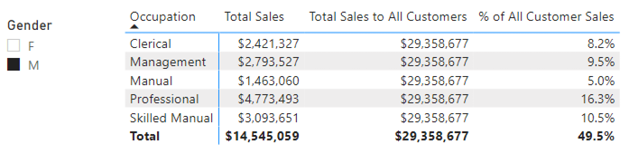 Gender
F
M
Occupation Total Sales Total Sales to All Customers % of All Customer Sales
Clerical $2,421,327 $29,358,677 8.2%
Management $2,793,527 $29,358,677 9.5%
Manual $1,463,060 $29,358,677 5.0%
Professional $4,773,493 $29,358,677 16.3%
Skilled Manual $3,093,651 $29,358,677 10.5%
Total $14,545,059 $29,358,677 49.5%